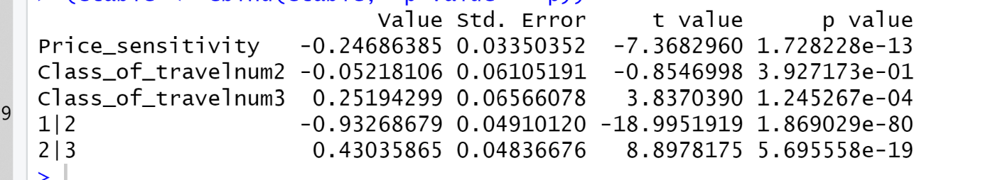 Value Std. Error t value p value
Price_sensitivity -0.24686385 0.03350352 -7.3682960 1.728228e-13
Class_of_travelnum2 -0.05218106 0.06105191 -0.8546998 3.927173e-01
Class_of_travelnum3 0.25194299 0.06566078 3.8370390 1.245267e-04
9
1|2 -0.93268679 0.04910120 -18.9951919 1.869029e-80
2|3 0.43035865 0.04836676 8.8978175 5.695558e-19
>